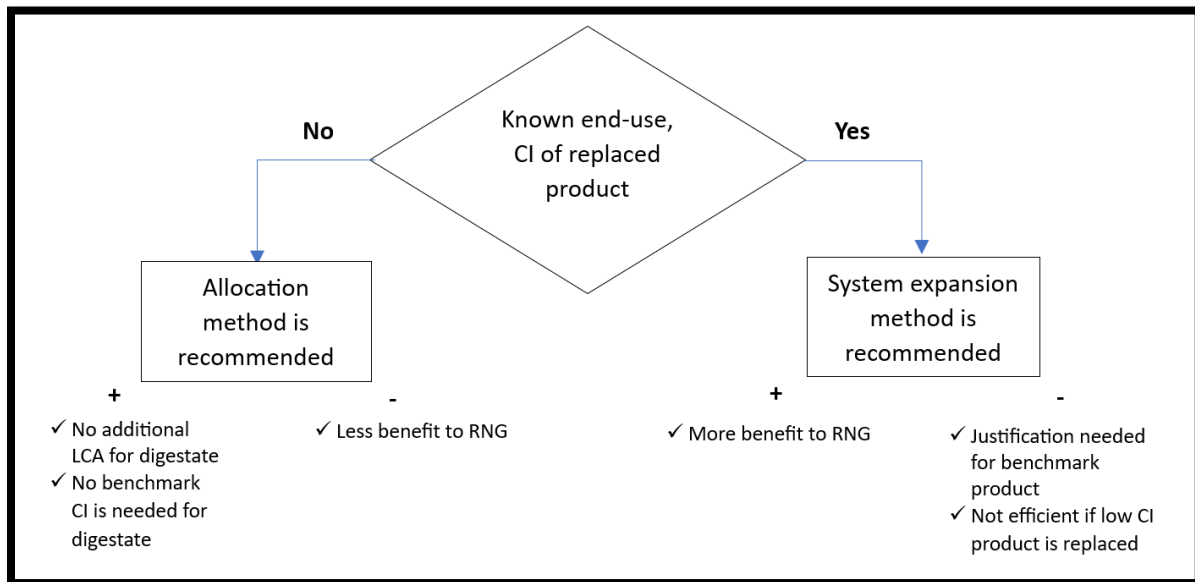 Known end-use,
CI of replaced
product
No
Yes
Allocation
method is
recommended
System expansion
method is
recommended
+
-
✓ No additional
LCA for digestate
✓ No benchmark
CI is needed for
digestate
✓ Less benefit to RNG
+
-
✓ More benefit to RNG
✓ Justification needed
for benchmark
product
✓ Not efficient if low CI
product is replaced